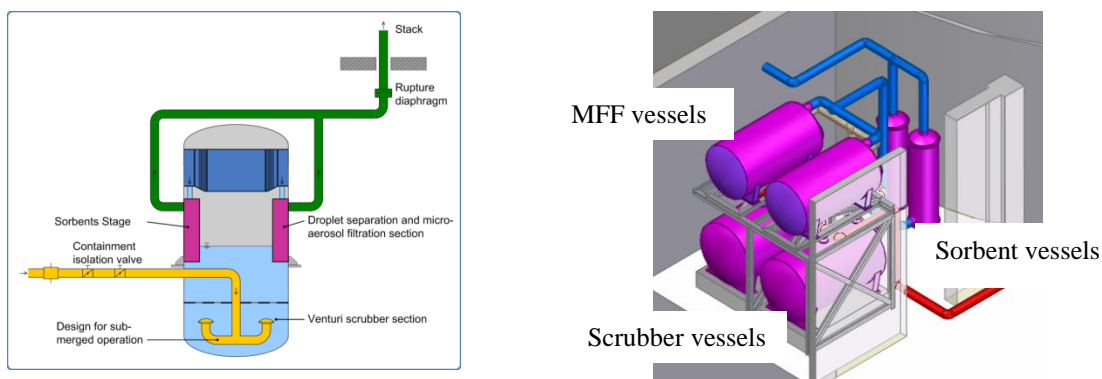 Stack
Rupture
diaphragm
Sorbents Stage
Containment
isolation valve
Droplet separation and micro-
aerosol filtration section
Design for sub-
merged operation
Venturi scrubber section
MFF vessels
Sorbent vessels
Scrubber vessels